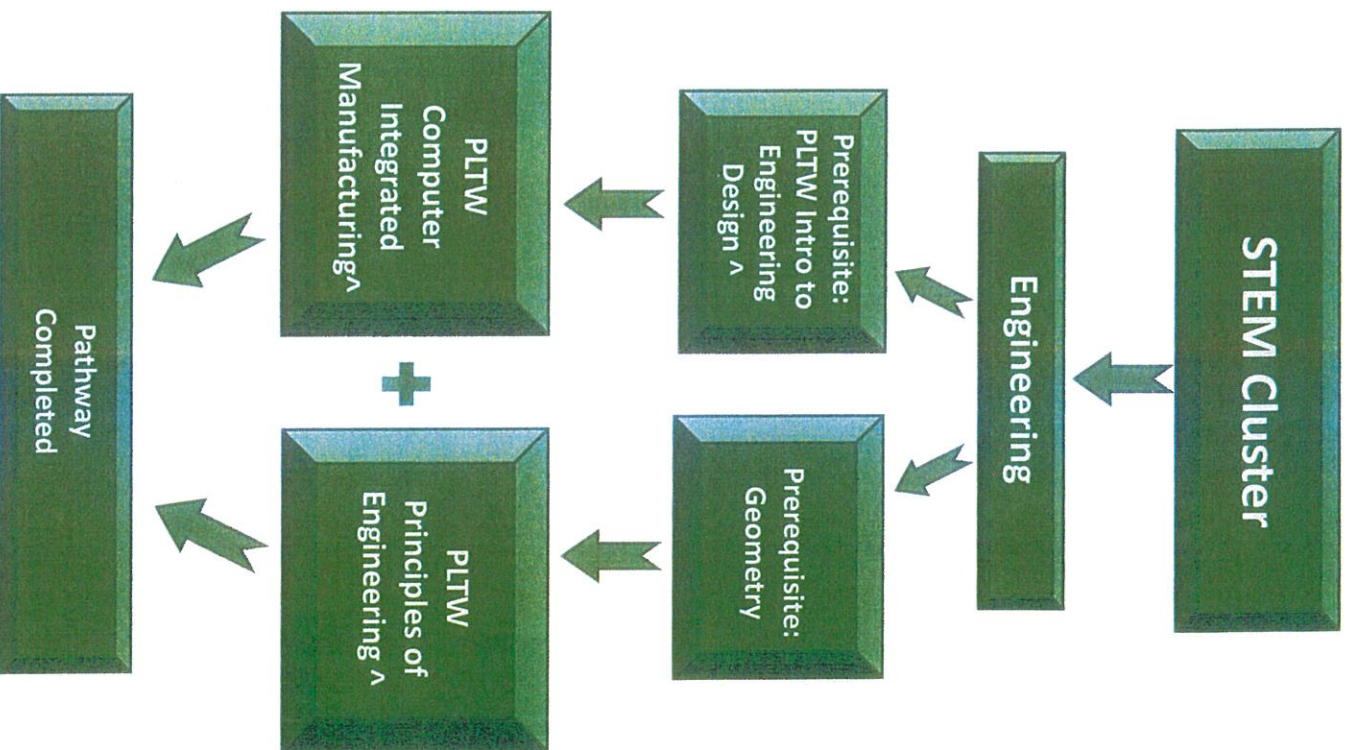 STEM Cluster
Engineering
Prerequisite:
PLTW Intro to
Engineering
Design ^
Prerequisite:
Geometry
PLTW
Computer
Integrated
Manufacturing^
PLTW
Principles of
Engineering ^
Pathway
Completed